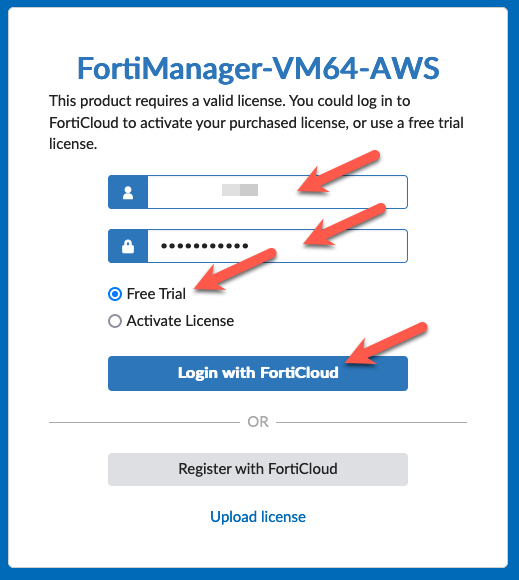 FortiManager-VM64-AWS
This product requires a valid license. You could log in to
FortiCloud to activate your purchased license, or use a free trial
license.
•••••••••••
Free Trial
Activate License
Login with FortiCloud
OR
Register with FortiCloud
Upload license